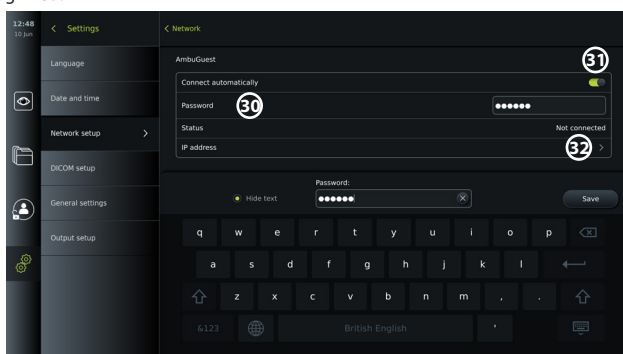 12:48
10 Jun
Settings
Network
Language
Date and time
Network setup
DICOM setup
General settings
Output setup
AmbuGuest
31
Connect automatically
Password
30
●●●●●●
Status
Not connected
IP address
32
Password:
Hide text
●●●●●●
Save
q w e r t y u i o p
a s d f g h j k l
z x c v b n m , .
&123
British English
'